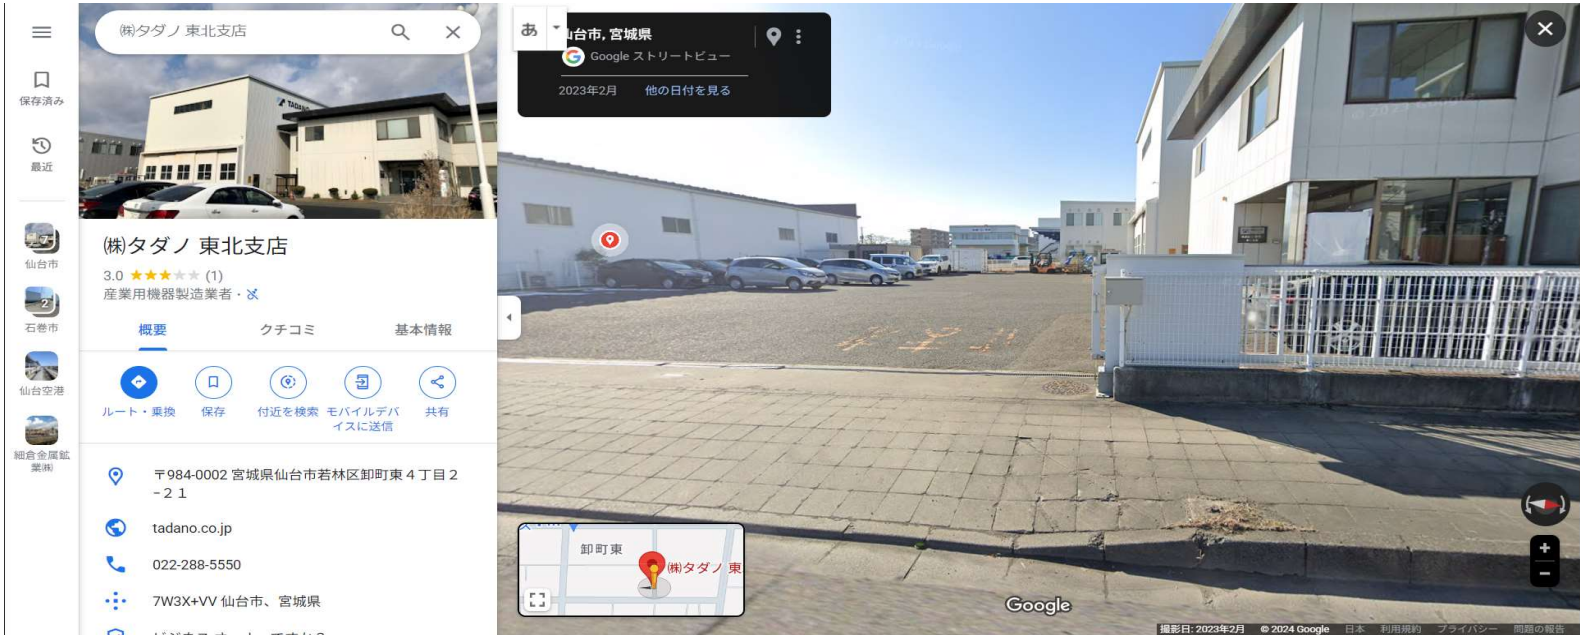 ㈱タダノ 東北支店
保存済み
最近
7
仙台市
2
石巻市
仙台空港
細倉金属鉱
業㈱
TADANO
㈱タダノ 東北支店
3.0 ★★★★★ (1)
産業用機器製造業者・
概要 クチコミ 基本情報
ルート・乗換 保存 付近を検索 モバイルデバ
イスに送信 共有
〒984-0002 宮城県仙台市若林区卸町東４丁目２
−２１
tadano.co.jp
022-288-5550
7W3X+VV 仙台市、宮城県
あ
台市, 宮城県
Google ストリートビュー
2023年2月 他の日付を見る
卸町東
㈱タダノ 東
Google
撮影日: 2023年2月 © 2024 Google 日本 利用規約 プライバシー 問題の報告